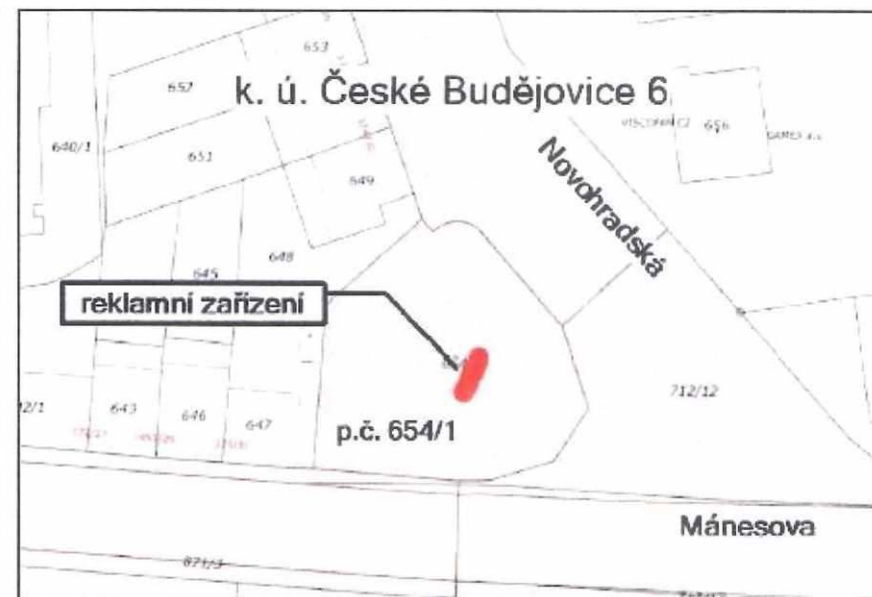 653
652
k. ú. České Budějovice 6
656
640/1
651
Novohradská
649
648
645
reklamní zařízení
712/12
643
646
647
p.č. 654/1
Mánesova
871/3